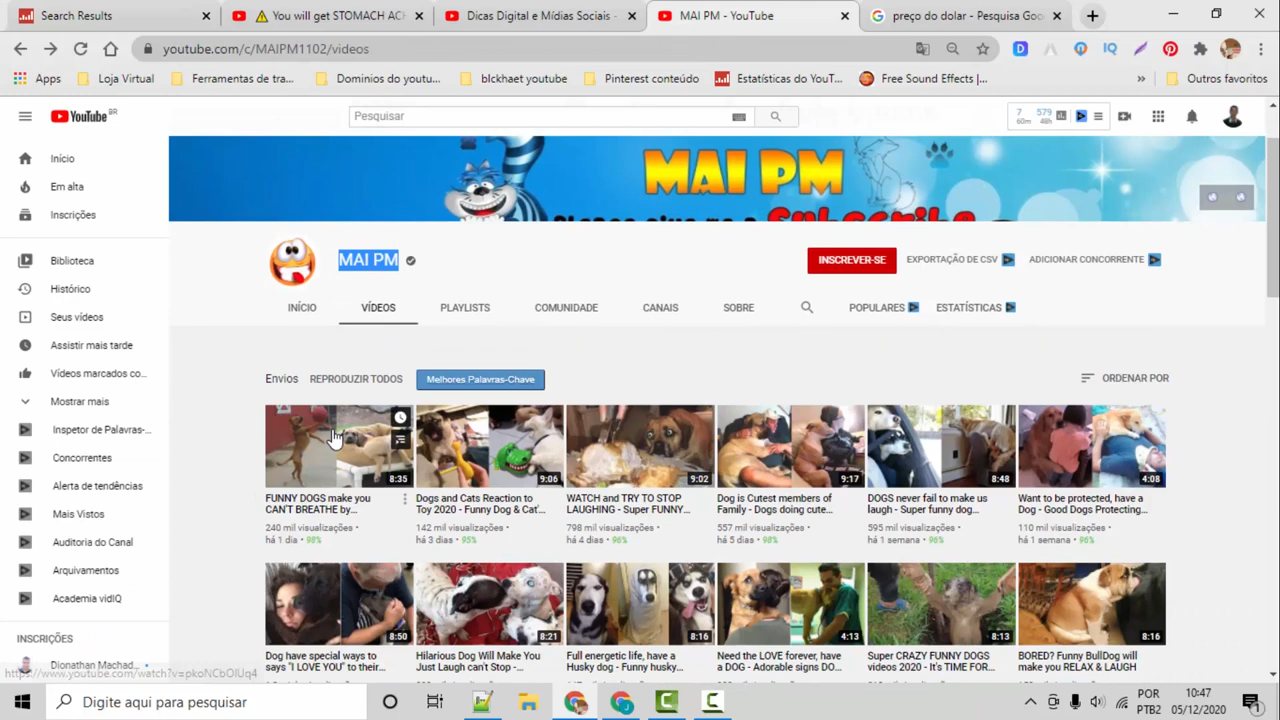 Search Results
You will get STOMACH ACH
Dicas Digital e Mídias Sociais -
MAI PM - YouTube
preço do dolar - Pesquisa Goo
youtube.com/c/MAIPM1102/videos
Apps
Loja Virtual
Ferramentas de tra...
Dominios do youtu...
blckhaet youtube
Pinterest conteúdo
Estatísticas do YouT...
Free Sound Effects |...
»
Outros favoritos
YouTube BR
Pesquisar
7
60m
579
48h
MAI PM
Subscribe
Início
Em alta
Inscrições
Biblioteca
Histórico
Seus vídeos
Assistir mais tarde
Vídeos marcados co...
Mostrar mais
Inspetor de Palavras-...
Concorrentes
Alerta de tendências
Mais Vistos
Auditoria do Canal
Arquivamentos
Academia vidIQ
INSCRIÇÕES
Dionathan Machad...
MAI PM
INSCREVER-SE
EXPORTAÇÃO DE CSV
ADICIONAR CONCORRENTE
INÍCIO
VÍDEOS
PLAYLISTS
COMUNIDADE
CANAIS
SOBRE
POPULARES
ESTATÍSTICAS
Envios
REPRODUZIR TODOS
Melhores Palavras-Chave
ORDENAR POR
8:35
9:06
9:02
9:17
8:48
4:08
FUNNY DOGS make you
CAN'T BREATHE by...
240 mil visualizações •
há 1 dia • 98%
Dogs and Cats Reaction to
Toy 2020 - Funny Dog & Cat'...
142 mil visualizações •
há 3 dias • 95%
WATCH and TRY TO STOP
LAUGHING - Super FUNNY...
798 mil visualizações •
há 4 dias • 96%
Dog is Cutest members of
Family - Dogs doing cute...
557 mil visualizações •
há 5 dias • 98%
DOGS never fail to make us
laugh - Super funny dog...
595 mil visualizações •
há 1 semana • 96%
Want to be protected, have a
Dog - Good Dogs Protecting...
110 mil visualizações •
há 1 semana • 96%
8:50
8:21
8:16
4:13
8:13
8:16
Dog have special ways to
says "I LOVE YOU" to their...
Hilarious Dog Will Make You
Just Laugh can't Stop -...
Full energetic life, have a
Husky dog - Funny husky...
Need the LOVE forever, have
a DOG - Adorable signs DO...
Super CRAZY FUNNY DOGS
videos 2020 - It's TIME FOR...
BORED? Funny BullDog will
make you RELAX & LAUGH
https://www.youtube.com/watch?v=pkoNCbOlUq4
Digite aqui para pesquisar
POR
PTB2
10:47
05/12/2020
1